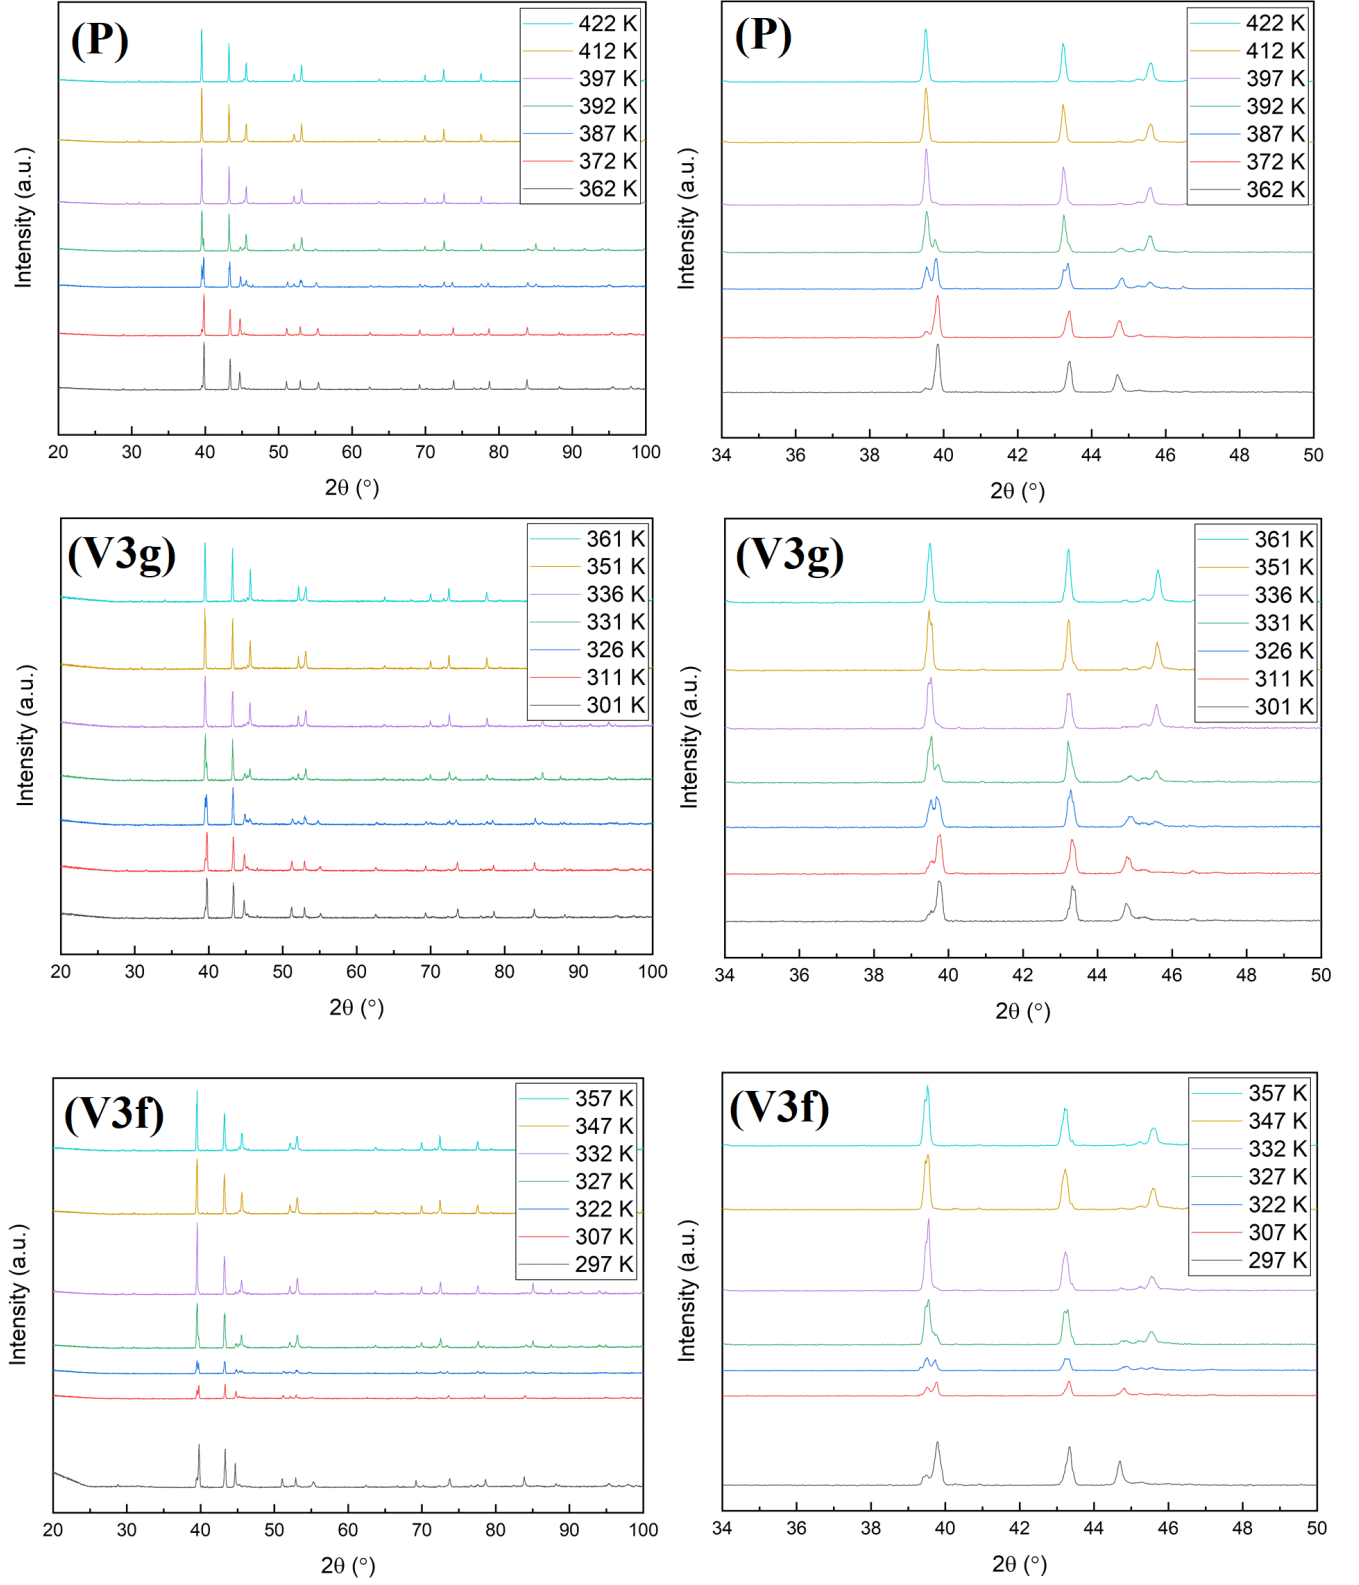 (P)
422 K
412 K
397 K
392 K
387 K
372 K
362 K
Intensity (a.u.)
20 30 40 50 60 70 80 90 100
2θ (°)
(P)
422 K
412 K
397 K
392 K
387 K
372 K
362 K
Intensity (a.u.)
34 36 38 40 42 44 46 48 50
2θ (°)
(V3g)
361 K
351 K
336 K
331 K
326 K
311 K
301 K
Intensity (a.u.)
20 30 40 50 60 70 80 90 100
2θ (°)
(V3g)
361 K
351 K
336 K
331 K
326 K
311 K
301 K
Intensity (a.u.)
34 36 38 40 42 44 46 48 50
2θ (°)
(V3f)
357 K
347 K
332 K
327 K
322 K
307 K
297 K
Intensity (a.u.)
20 30 40 50 60 70 80 90 100
2θ (°)
(V3f)
357 K
347 K
332 K
327 K
322 K
307 K
297 K
Intensity (a.u.)
34 36 38 40 42 44 46 48 50
2θ (°)